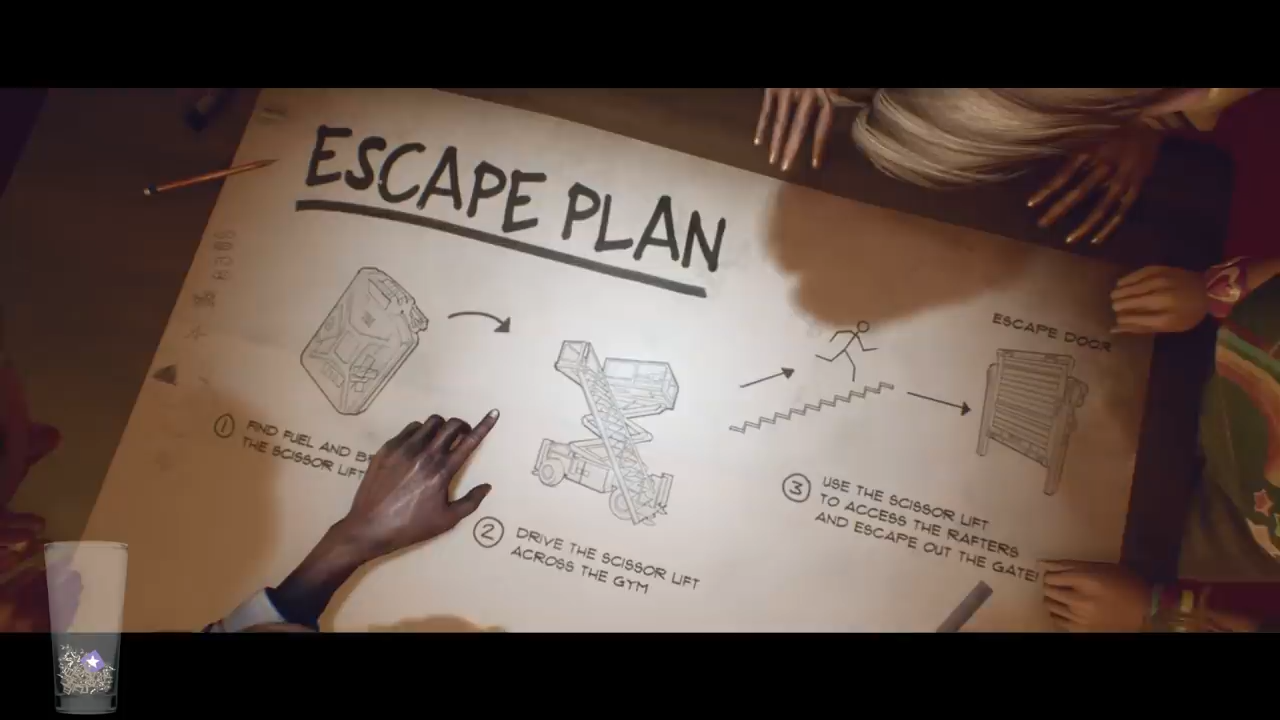 ESCAPE PLAN
ESCAPE DOOR
1 FIND FUEL AND
THE SCISSOR LIFT
2 DRIVE THE SCISSOR LIFT
ACROSS THE GYM
3 USE THE SCISSOR LIFT
TO ACCESS THE RAFTERS
AND ESCAPE OUT THE GATE!